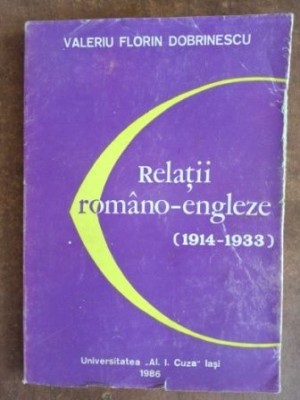 VALERIU FLORIN DOBRINESCU
Relații
româno-engleze
(1914-1933)
Universitatea „Al. I. Cuza" Iași
1986